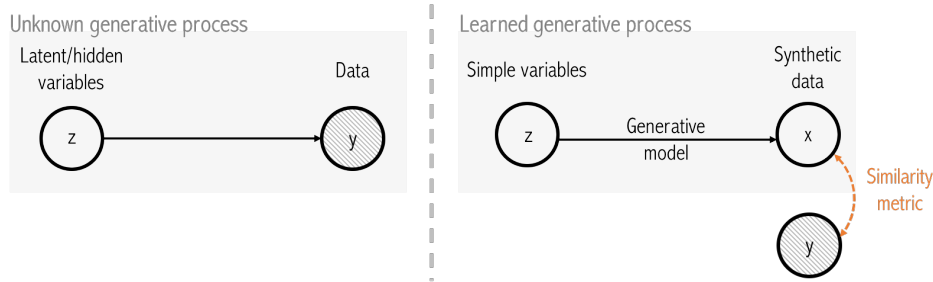 Unknown generative process
Latent/hidden
variables
Data
z
y
Learned generative process
Simple variables
Synthetic
data
z
Generative
model
x
Similarity
metric
y